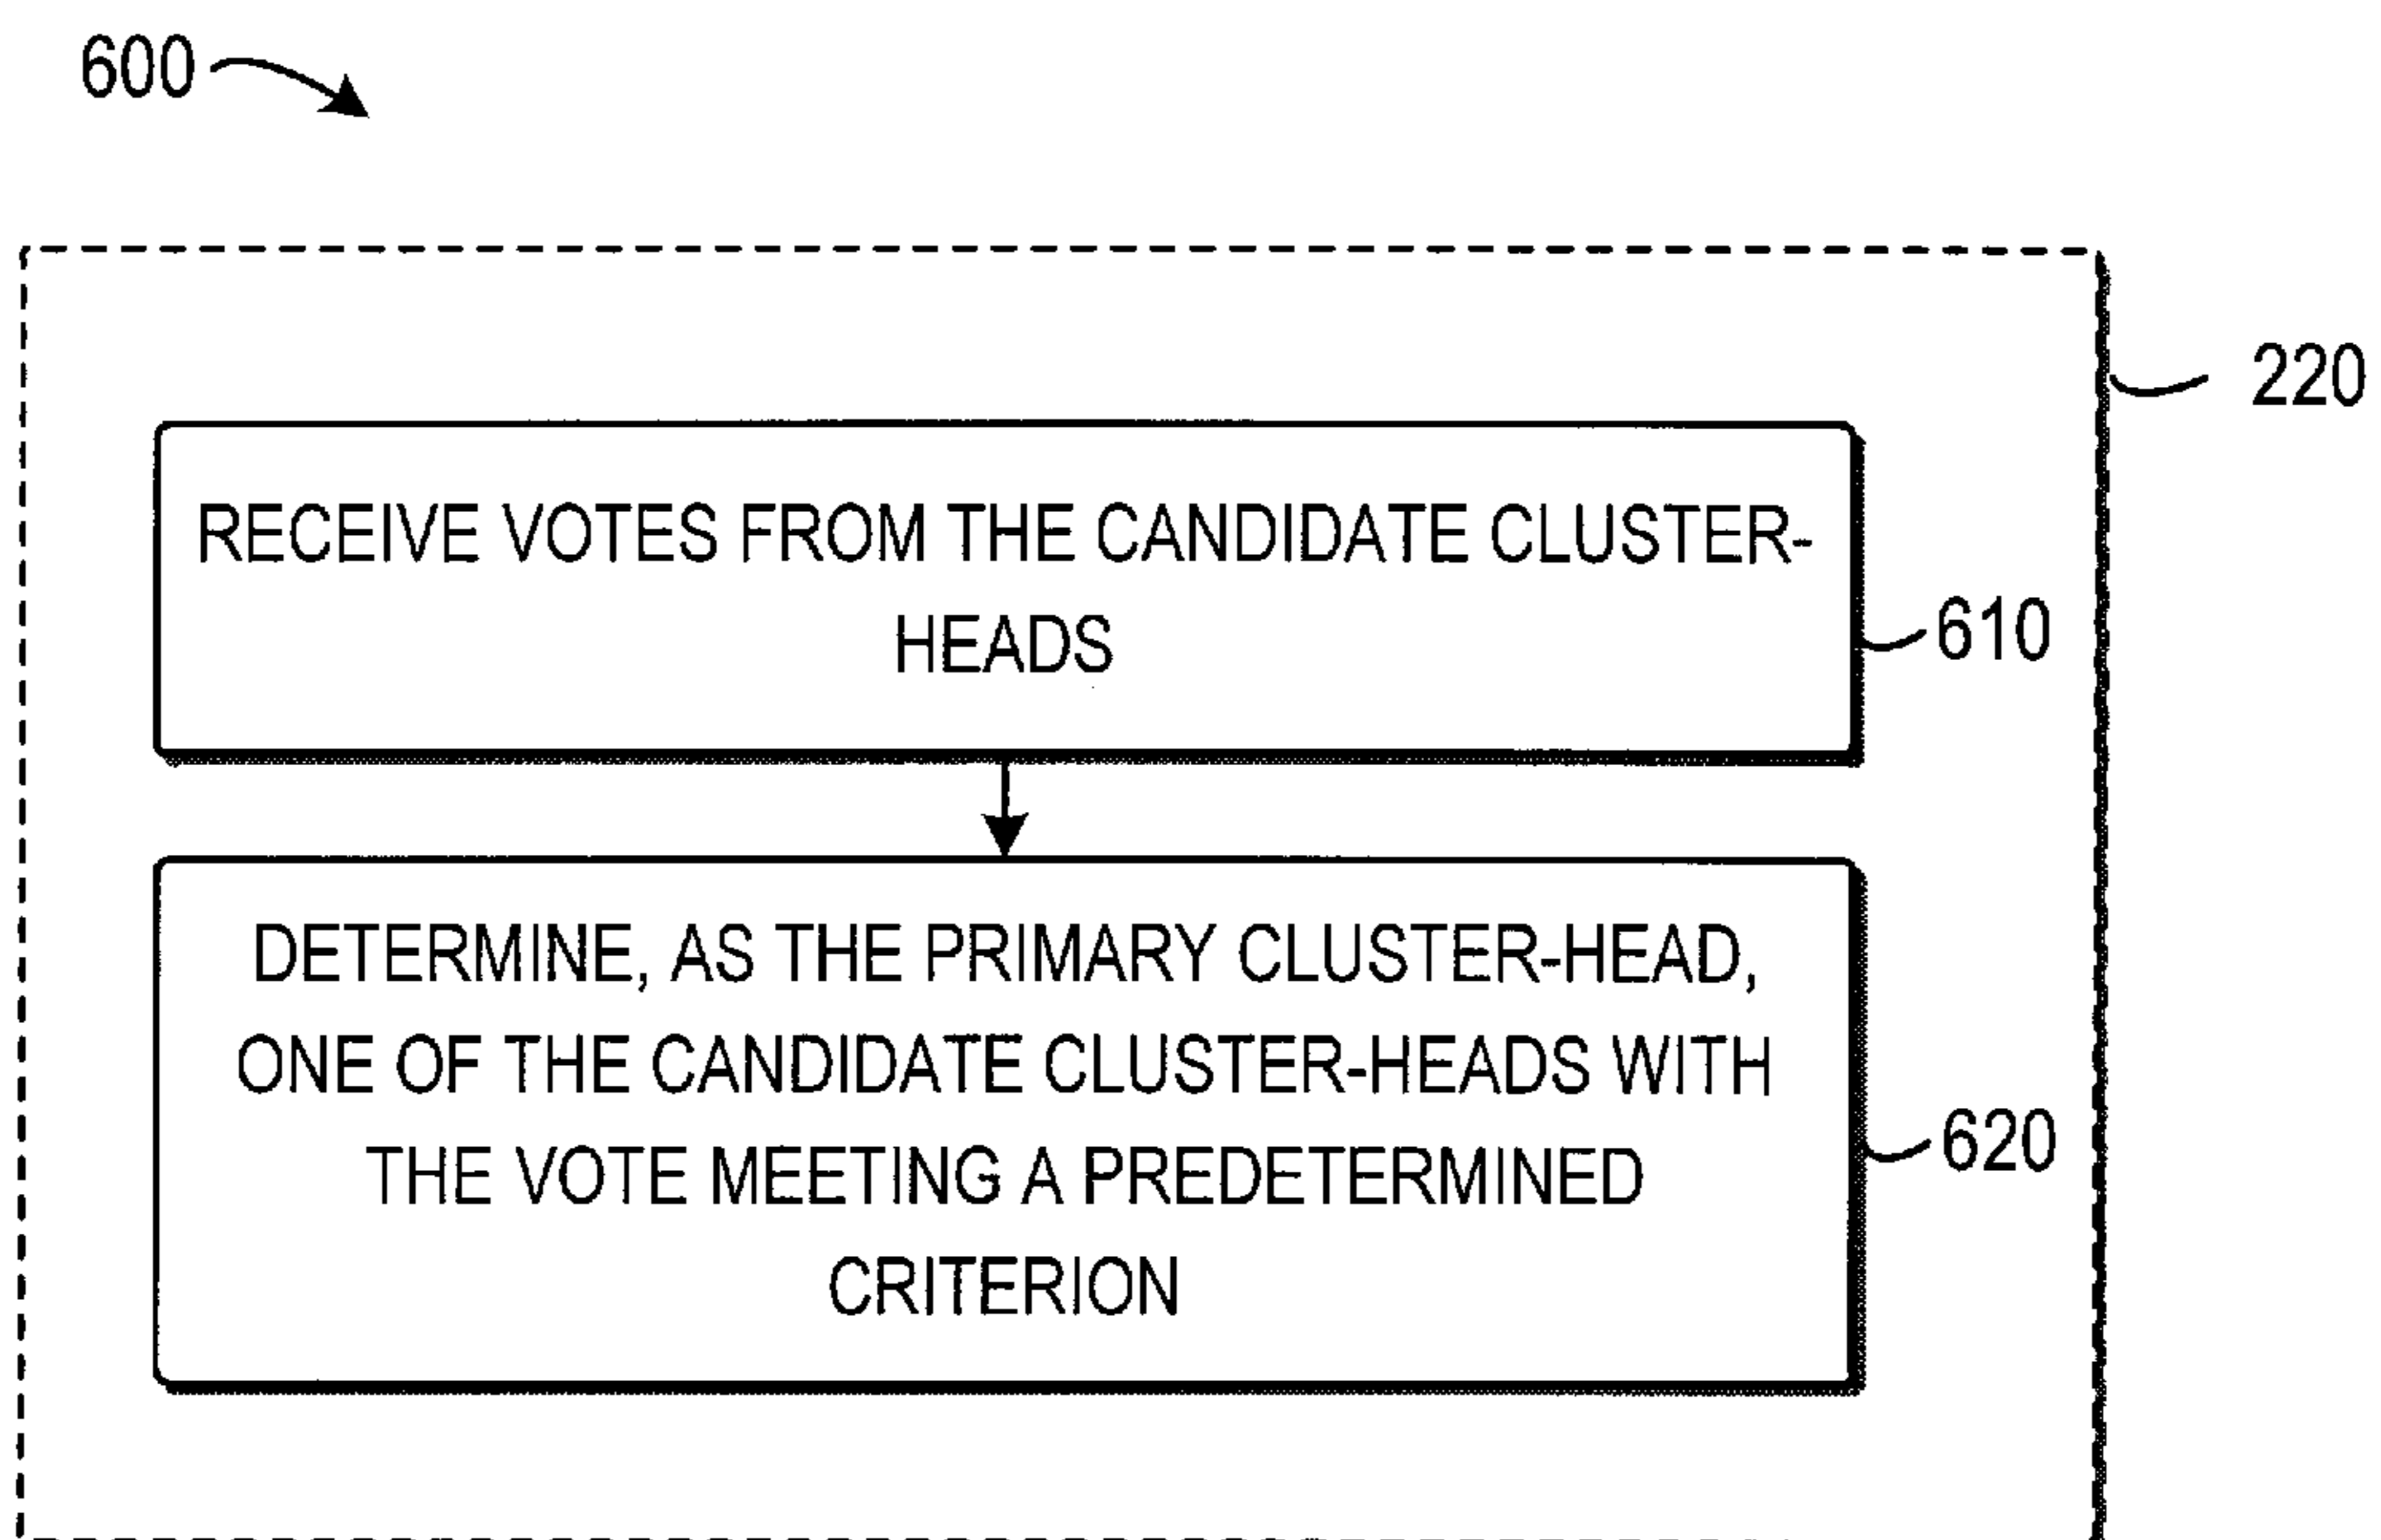 600
220
RECEIVE VOTES FROM THE CANDIDATE CLUSTER-
HEADS
610
DETERMINE, AS THE PRIMARY CLUSTER-HEAD,
ONE OF THE CANDIDATE CLUSTER-HEADS WITH
THE VOTE MEETING A PREDETERMINED
CRITERION
620